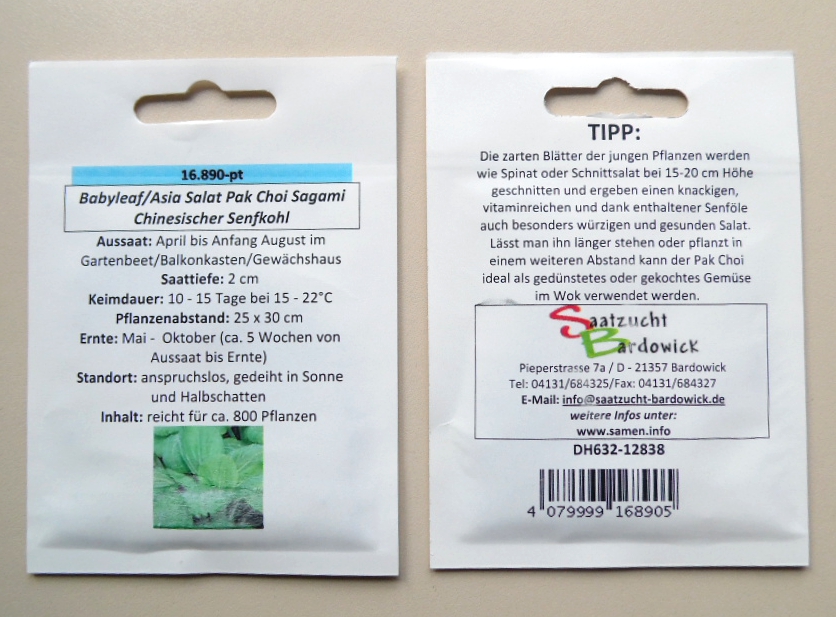 16.890-pt
Babyleaf/Asia Salat Pak Choi Sagami
Chinesischer Senfkohl
Aussaat: April bis Anfang August im
Gartenbeet/Balkonkasten/Gewächshaus
Saattiefe: 2 cm
Keimdauer: 10 - 15 Tage bei 15 - 22°C
Pflanzenabstand: 25 x 30 cm
Ernte: Mai - Oktober (ca. 5 Wochen von
Aussaat bis Ernte)
Standort: anspruchslos, gedeiht in Sonne
und Halbschatten
Inhalt: reicht für ca. 800 Pflanzen
TIPP:
Die zarten Blätter der jungen Pflanzen werden
wie Spinat oder Schnittsalat bei 15-20 cm Höhe
geschnitten und ergeben einen knackigen,
vitaminreichen und dank enthaltener Senföle
auch besonders würzigen und gesunden Salat.
Lässt man ihn länger stehen oder pflanzt in
einem weiteren Abstand kann der Pak Choi
ideal als gedünstetes oder gekochtes Gemüse
im Wok verwendet werden.
Saatzucht
Bardowick
Pieperstrasse 7a / D - 21357 Bardowick
Tel: 04131/684325/Fax: 04131/684327
E-Mail: info@saatzucht-bardowick.de
weitere Infos unter:
www.samen.info
DH632-12838
4 079999 168905